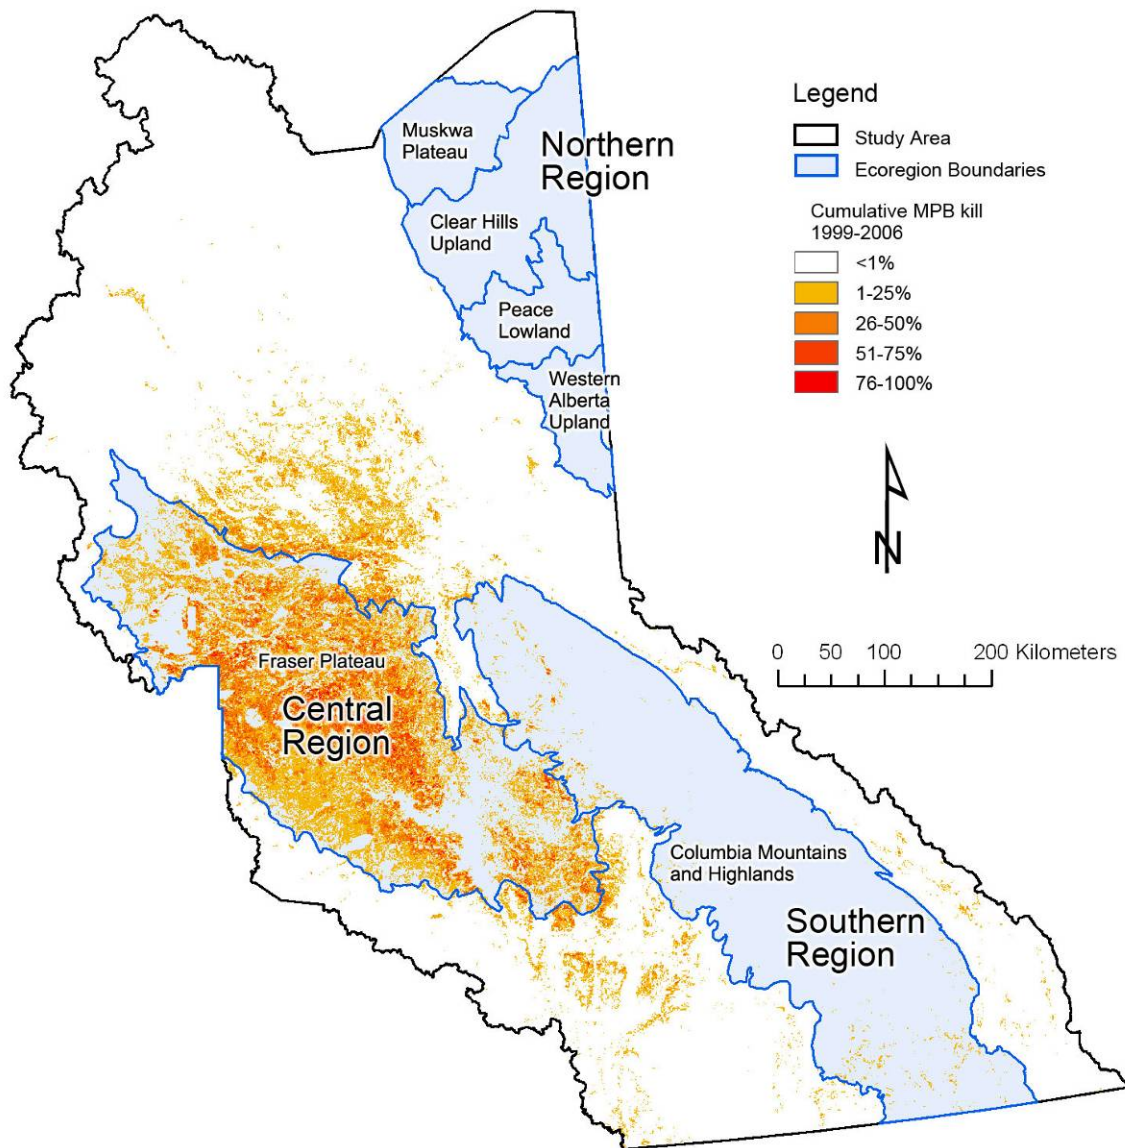 Legend
Study Area
Ecoregion Boundaries
Cumulative MPB kill
1999-2006
<1%
1-25%
26-50%
51-75%
76-100%
Muskwa
Plateau
Northern
Region
Clear Hills
Upland
Peace
Lowland
Western
Alberta
Upland
N
0 50 100 200 Kilometers
Fraser Plateau
Central
Region
Columbia Mountains
and Highlands
Southern
Region